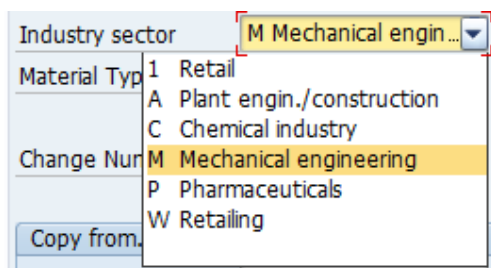 Industry sector M Mechanical engin...
Material Typ 1 Retail
A Plant engin./construction
C Chemical industry
Change Nur M Mechanical engineering
P Pharmaceuticals
W Retailing
Copy from.